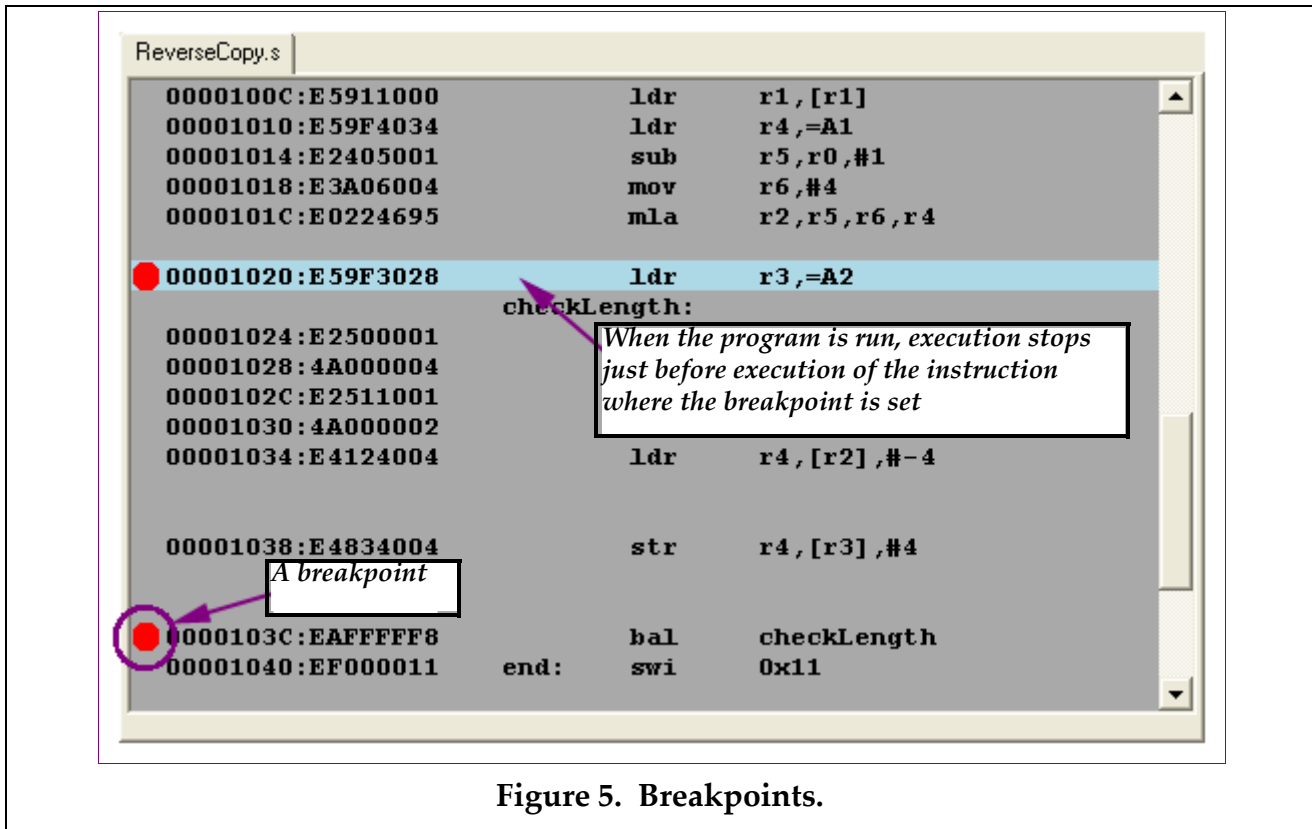 ReverseCopy.s
0000100C:E5911000 ldr r1,[r1]
00001010:E59F4034 ldr r4,=A1
00001014:E2405001 sub r5,r0,#1
00001018:E3A06004 mov r6,#4
0000101C:E0224695 mla r2,r5,r6,r4
00001020:E59F3028 ldr r3,=A2
checkLength:
00001024:E2500001
00001028:4A000004
0000102C:E2511001
00001030:4A000002
When the program is run, execution stops
just before execution of the instruction
where the breakpoint is set
00001034:E4124004 ldr r4,[r2],#-4
00001038:E4834004 str r4,[r3],#4
A breakpoint
0000103C:EAFFFFF8 bal checkLength
00001040:EF000011 end: swi 0x11
Figure 5. Breakpoints.